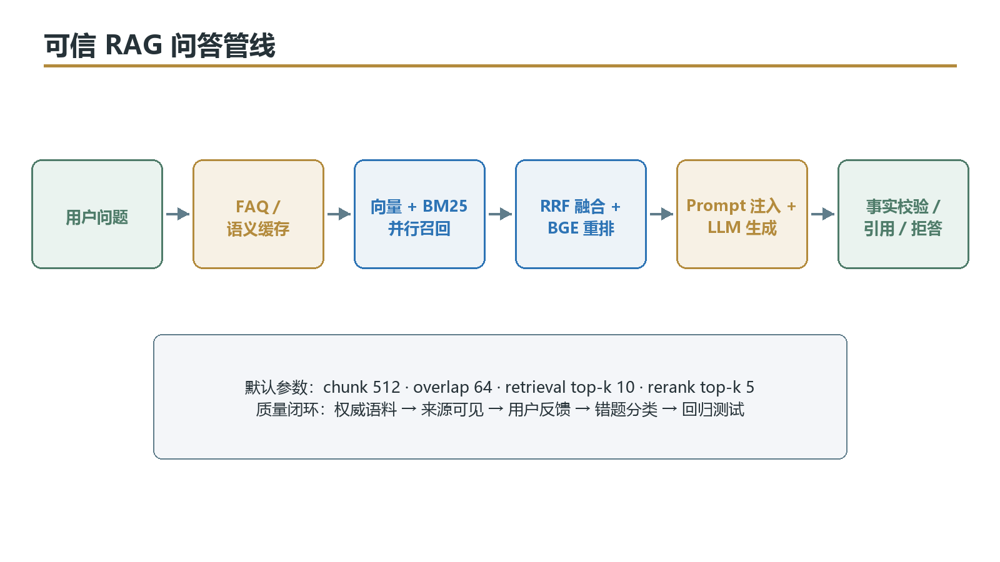 可信 RAG 问答管线
用户问题
FAQ /
语义缓存
向量 + BM25
并行召回
RRF 融合 +
BGE 重排
Prompt 注入 +
LLM 生成
事实校验 /
引用 / 拒答
默认参数：chunk 512 · overlap 64 · retrieval top-k 10 · rerank top-k 5
质量闭环：权威语料 → 来源可见 → 用户反馈 → 错题分类 → 回归测试